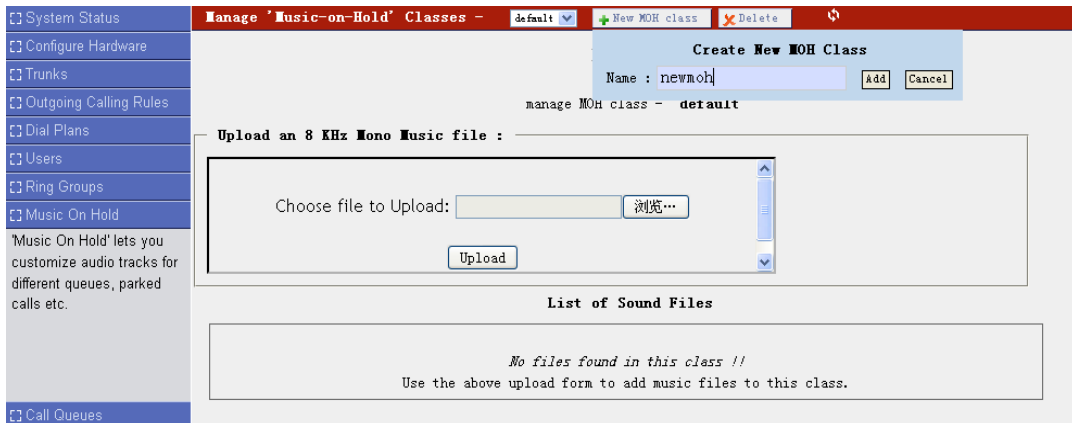 System Status
Manage 'Music-on-Hold' Classes - default New MOH class Delete
Configure Hardware
Create New MOH Class
Trunks
Name : newmoh Add Cancel
Outgoing Calling Rules
manage MOH class - default
Dial Plans
Upload an 8 KHz Mono Music file :
Users
Ring Groups
Choose file to Upload: 浏览…
Music On Hold
'Music On Hold' lets you
customize audio tracks for
different queues, parked
calls etc.
Upload
List of Sound Files
No files found in this class !!
Use the above upload form to add music files to this class.
Call Queues